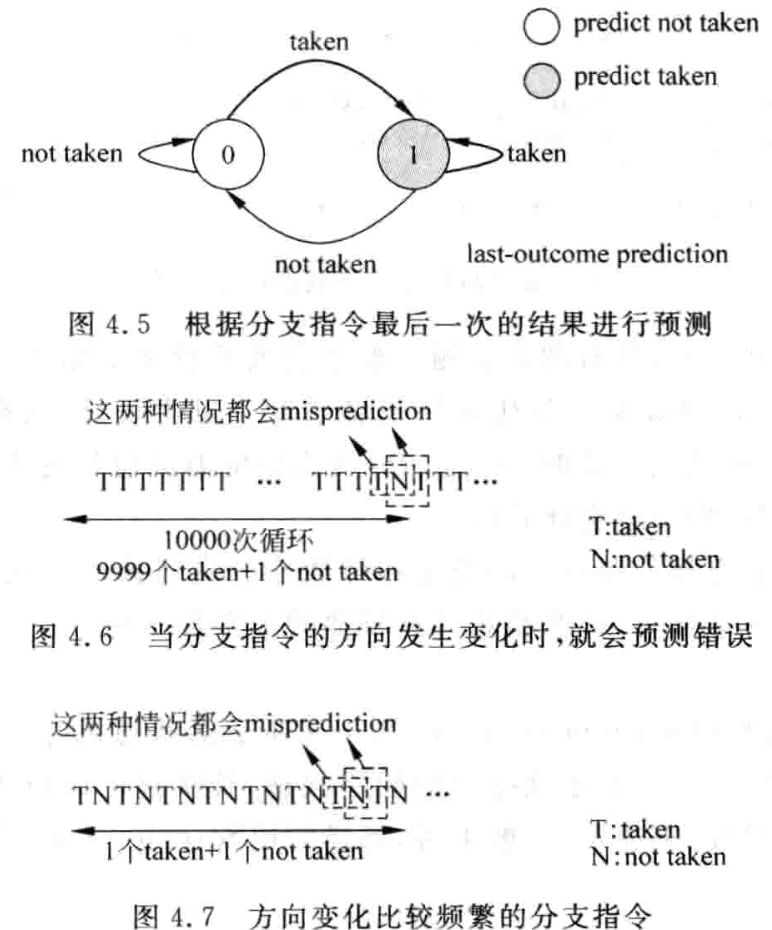 taken
predict not taken
predict taken
not taken
0
1
taken
not taken
last-outcome prediction
图 4.5 根据分支指令最后一次的结果进行预测
这两种情况都会misprediction
TTTTTTT … TTTTNTTT…
10000次循环
9999个taken+1个not taken
T:taken
N:not taken
图 4.6 当分支指令的方向发生变化时,就会预测错误
这两种情况都会misprediction
TNTNTNTNTNTNTNTN …
1个taken+1个not taken
T:taken
N:not taken
图 4.7 方向变化比较频繁的分支指令